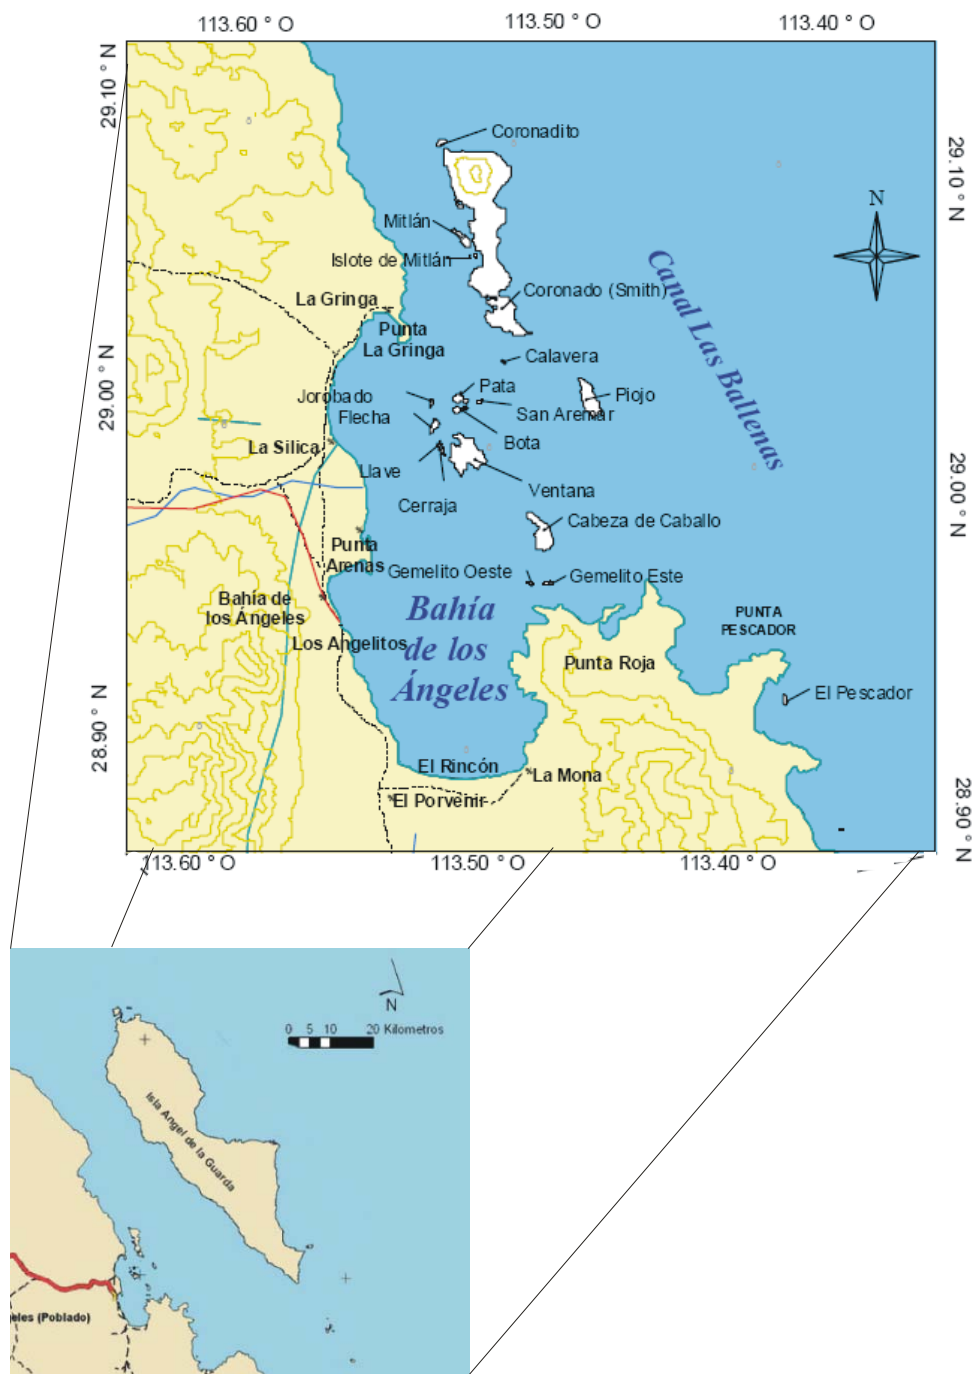 113.60 ° O
113.50 ° O
113.40 ° O
29.10 ° N
29.10 ° N
Coronadito
N
Mitlán
Islote de Mitlán
Canal Las Ballenas
La Gringa
Coronado (Smith)
Punta
La Gringa
Calavera
29.00 ° N
Jorobado
Pata
Piojo
Flecha
San Aremar
Bota
La Silica
Llave
29.00 ° N
Ventana
Cerraja
Cabeza de Caballo
Punta
Arenas
Gemelito Oeste
Gemelito Este
Bahía de
los Ángeles
Bahía
de los
Ángeles
PUNTA
PESCADOR
Los Angelitos
Punta Roja
El Pescador
28.90 ° N
El Rincón
La Mona
El Porvenir
28.90 ° N
113.60 ° O
113.50 ° O
113.40 ° O
N
0 5 10 20 Kilometros
Isla Angel de la Guarda
eles (Poblado)